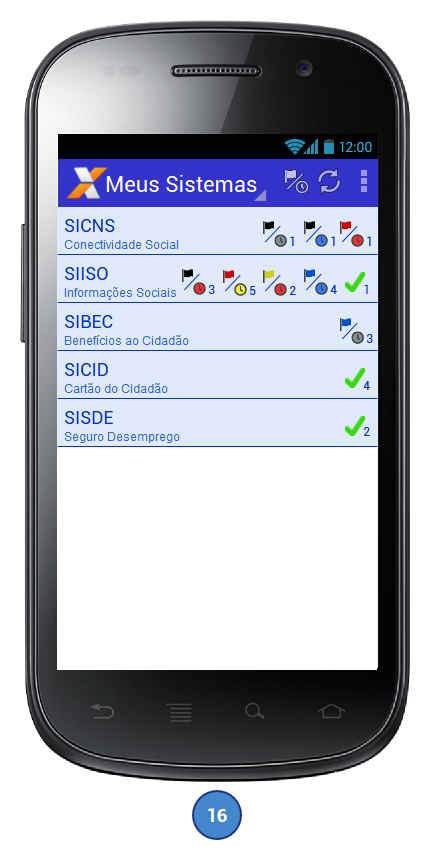 12:00
Meus Sistemas
SICNS
Conectividade Social
1 1 1
SIISO
Informações Sociais
3 5 2 4 1
SIBEC
Benefícios ao Cidadão
3
SICID
Cartão do Cidadão
4
SISDE
Seguro Desemprego
2
16